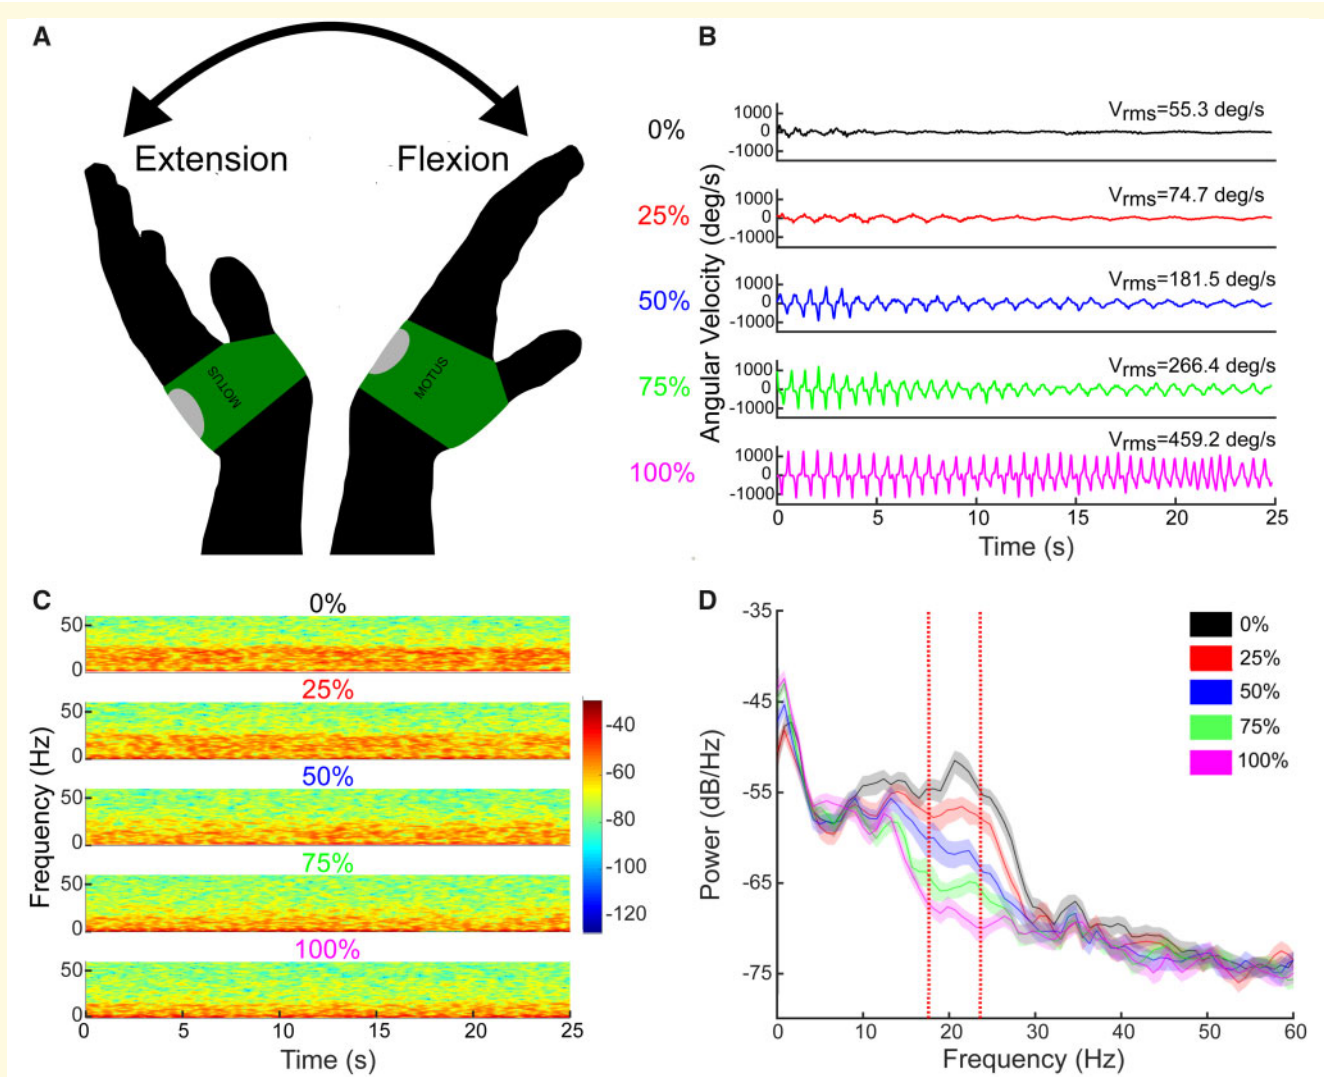 A
Extension Flexion
MOTUS
MOTUS
B
Angular Velocity (deg/s)
0%
1000
0
-1000
Vrms=55.3 deg/s
25%
1000
0
-1000
Vrms=74.7 deg/s
50%
1000
0
-1000
Vrms=181.5 deg/s
75%
1000
0
-1000
Vrms=266.4 deg/s
100%
1000
0
-1000
Vrms=459.2 deg/s
0 5 10 15 20 25
Time (s)
C
Frequency (Hz)
0%
50
0
25%
50
0
50%
50
0
75%
50
0
100%
50
0
0 5 10 15 20 25
Time (s)
-40
-60
-80
-100
-120
D
Power (dB/Hz)
-35
-45
-55
-65
-75
0%
25%
50%
75%
100%
0 10 20 30 40 50 60
Frequency (Hz)